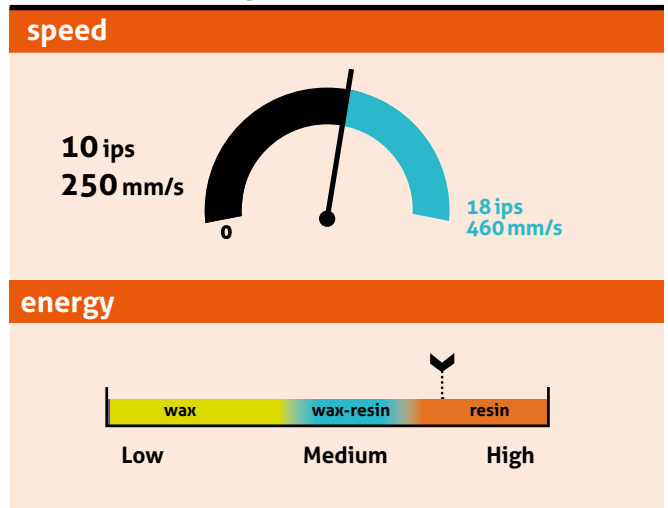 speed
10 ips
250 mm/s
0
18 ips
460 mm/s
energy
wax wax-resin resin
Low Medium High